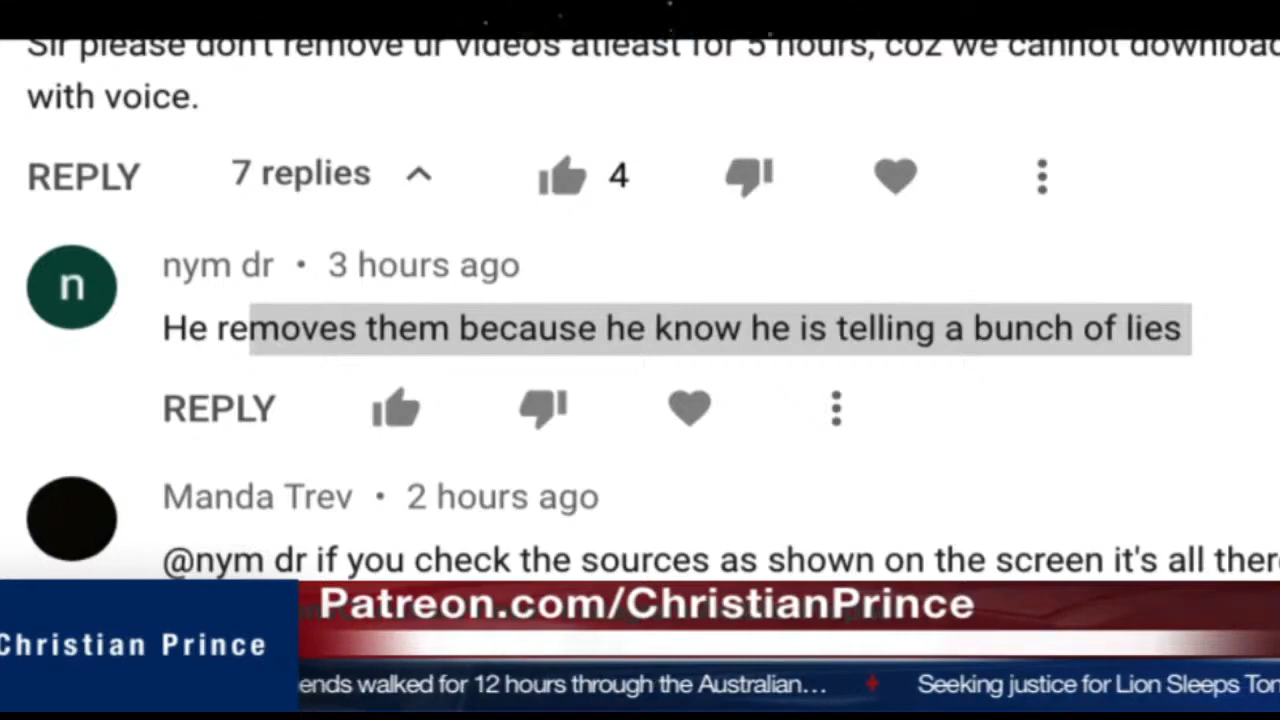 Sir please don't remove ur videos atleast for 5 hours, coz we cannot download
with voice.
REPLY 7 replies 4
n
nym dr • 3 hours ago
He removes them because he know he is telling a bunch of lies
REPLY
Manda Trev • 2 hours ago
@nym dr if you check the sources as shown on the screen it's all
Patreon.com/ChristianPrince
Christian Prince
ends walked for 12 hours through the Australian... Seeking justice for Lion Sleeps